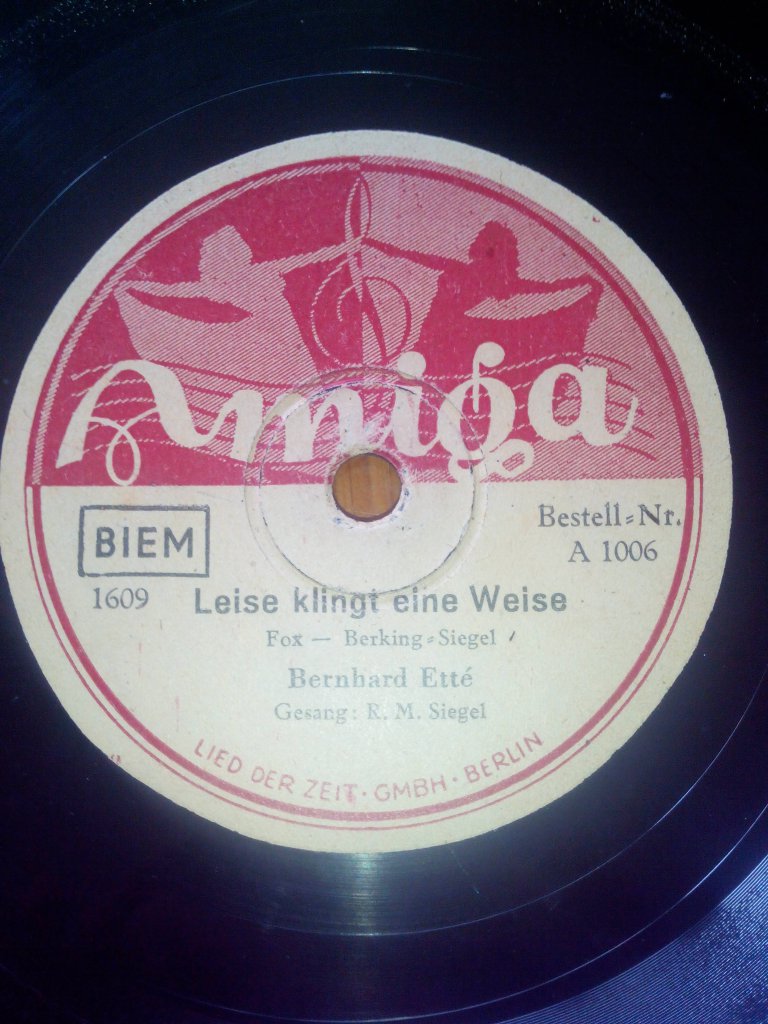 Amiga
BIEM
Bestell=Nr.
A 1006
1609
Leise klingt eine Weise
Fox — Berking=Siegel
Bernhard Etté
Gesang: R. M. Siegel
LIED DER ZEIT · GMBH · BERLIN